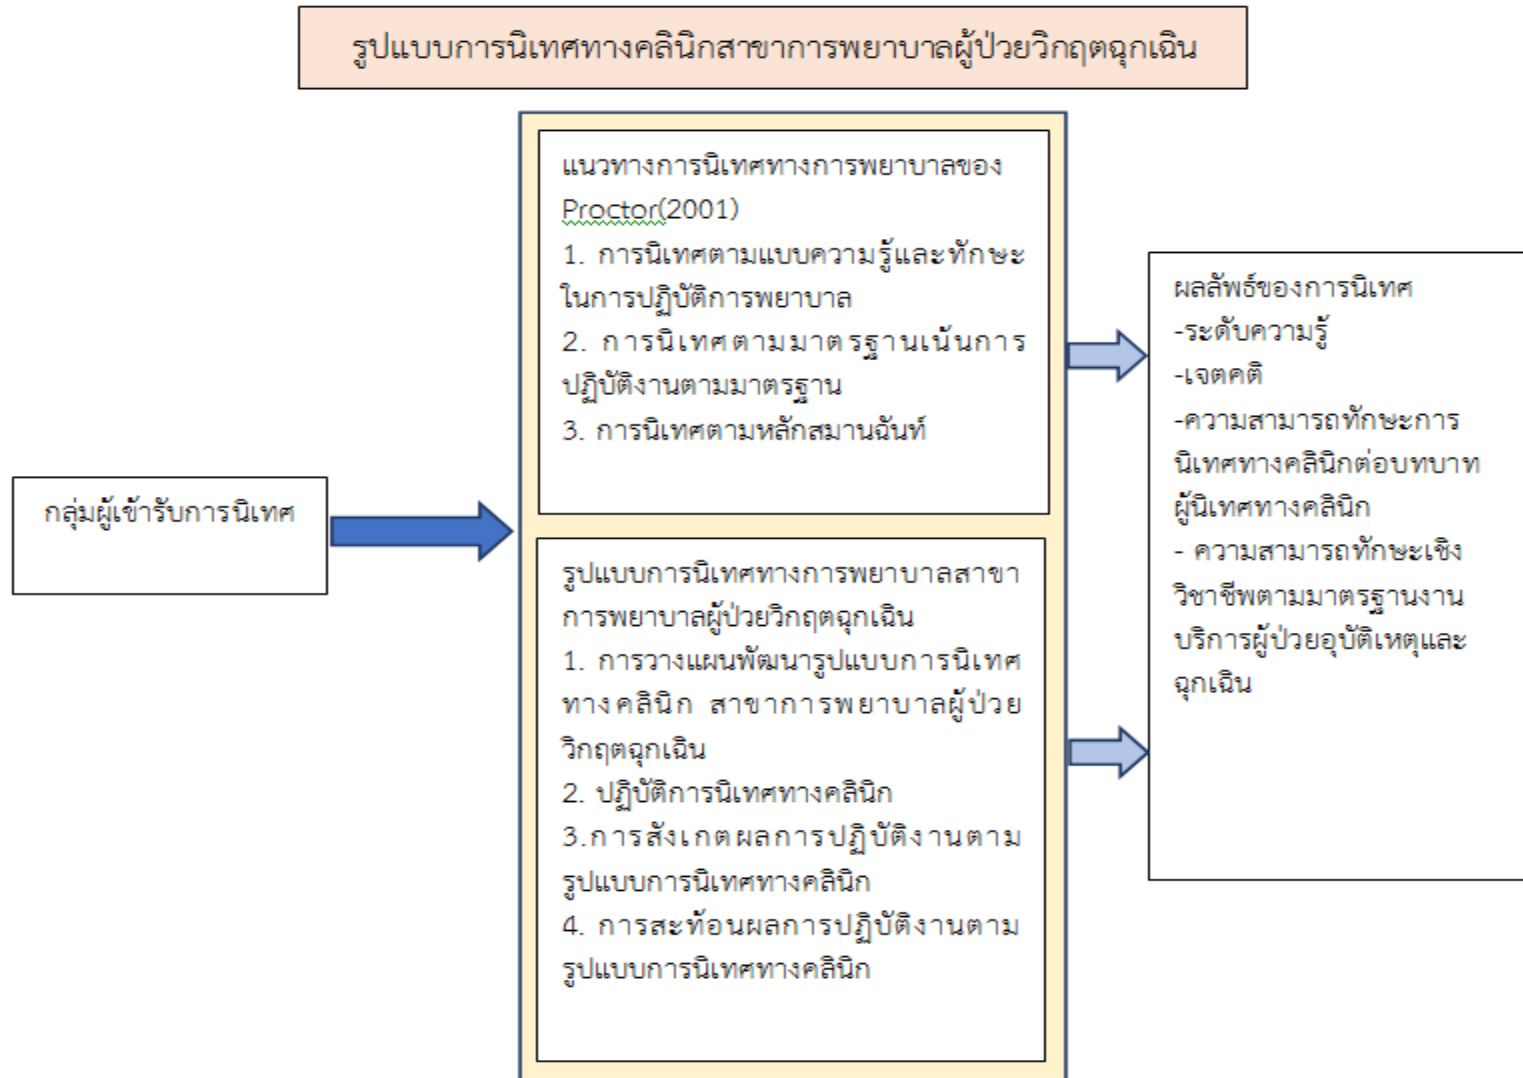 รูปแบบการนิเทศทางคลินิกสาขาการพยาบาลผู้ป่วยวิกฤตฉุกเฉิน
กลุ่มผู้เข้ารับการนิเทศ
แนวทางการนิเทศทางการพยาบาลของ
Proctor(2001)
1. การนิเทศตามแบบความรู้และทักษะ
ในการปฏิบัติการพยาบาล
2. การนิเทศตามมาตรฐานเน้นการ
ปฏิบัติงานตามมาตรฐาน
3. การนิเทศตามหลักสมานฉันท์
รูปแบบการนิเทศทางการพยาบาลสาขา
การพยาบาลผู้ป่วยวิกฤตฉุกเฉิน
1. การวางแผนพัฒนารูปแบบการนิเทศ
ทางคลินิก สาขาการพยาบาลผู้ป่วย
วิกฤตฉุกเฉิน
2. ปฏิบัติการนิเทศทางคลินิก
3.การสังเกตผลการปฏิบัติงานตาม
รูปแบบการนิเทศทางคลินิก
4. การสะท้อนผลการปฏิบัติงานตาม
รูปแบบการนิเทศทางคลินิก
ผลลัพธ์ของการนิเทศ
-ระดับความรู้
-เจตคติ
-ความสามารถทักษะการ
นิเทศทางคลินิกต่อบทบาท
ผู้นิเทศทางคลินิก
- ความสามารถทักษะเชิง
วิชาชีพตามมาตรฐานงาน
บริการผู้ป่วยอุบัติเหตุและ
ฉุกเฉิน